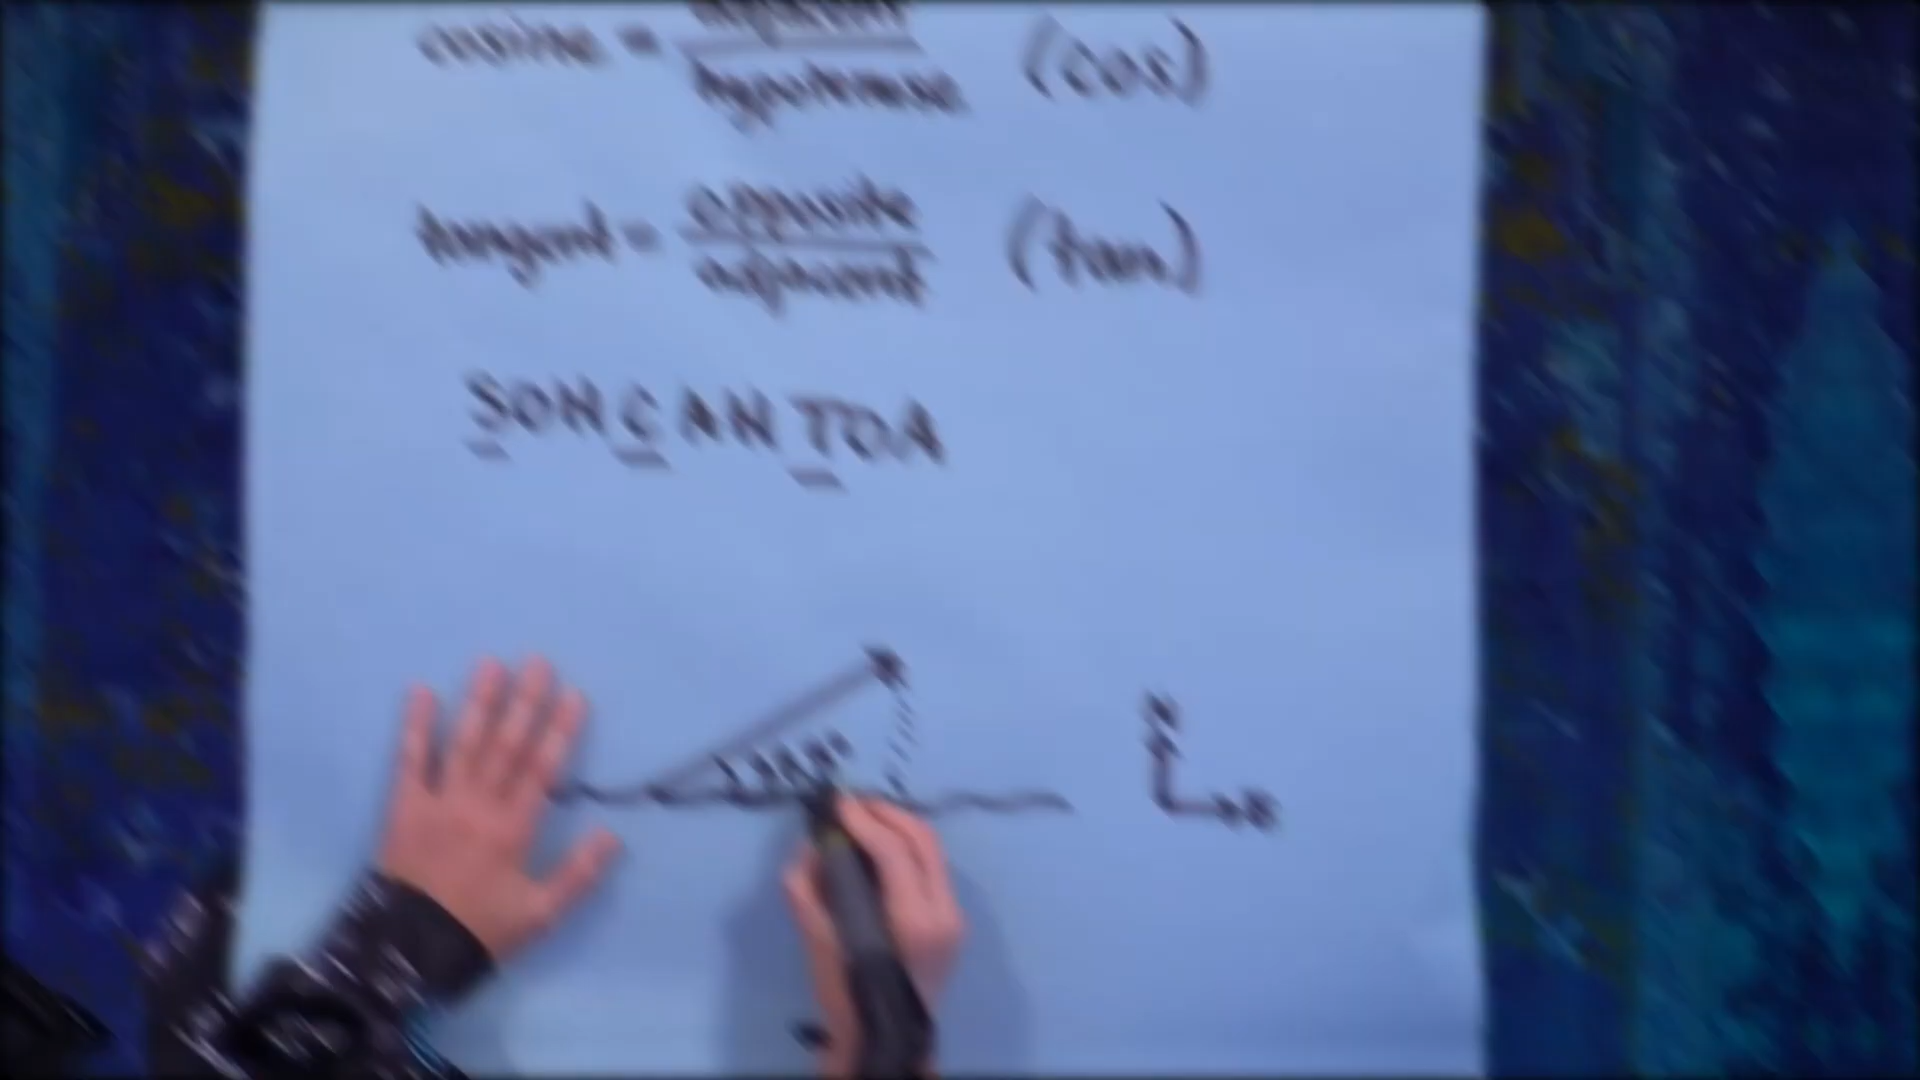 cosine = adjacent / hypotenuse (cos)
tangent = opposite / adjacent (tan)
SOHCAHTOA
N
E